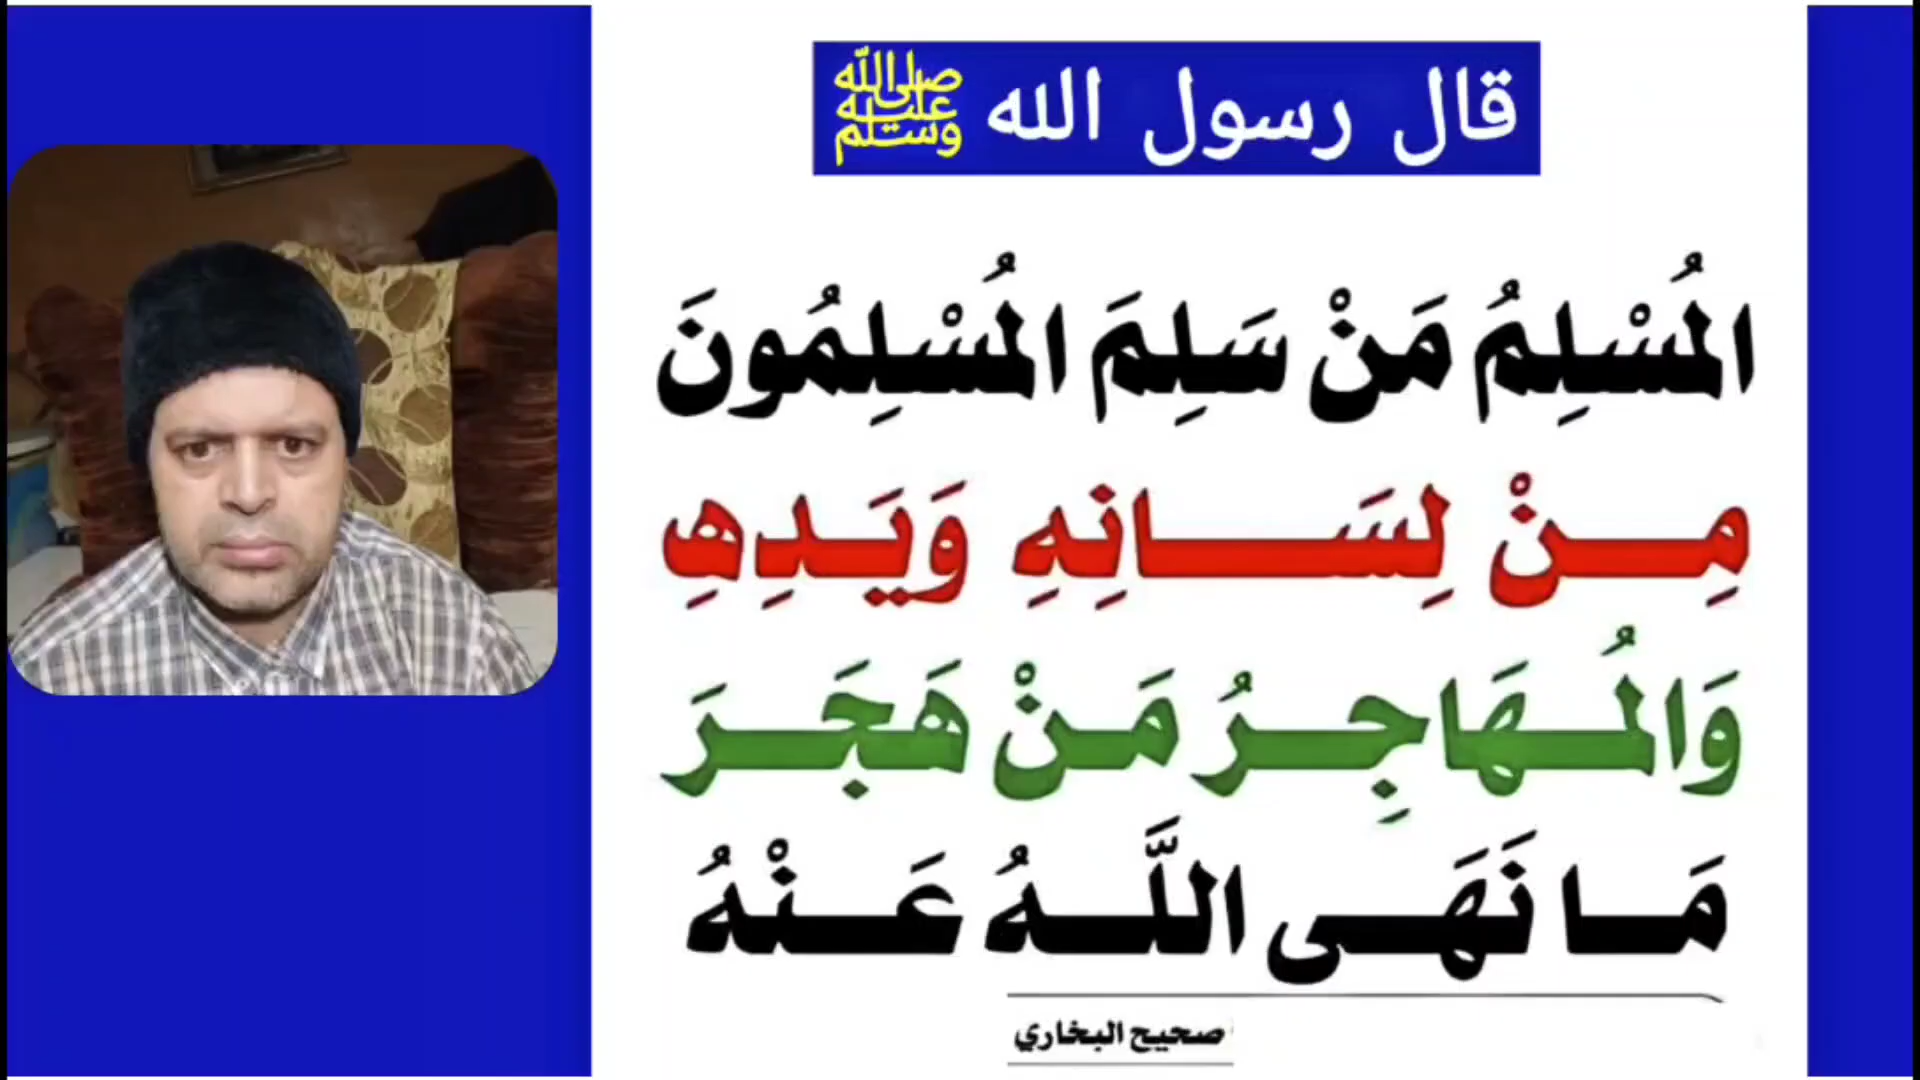 قال رسول الله ﷺ
المُسْلِمُ مَنْ سَلِمَ المُسْلِمُونَ
مِنْ لِسَانِهِ وَيَدِهِ
وَالمُهَاجِرُ مَنْ هَجَرَ
مَا نَهَى اللَّهُ عَنْهُ
صحيح البخاري